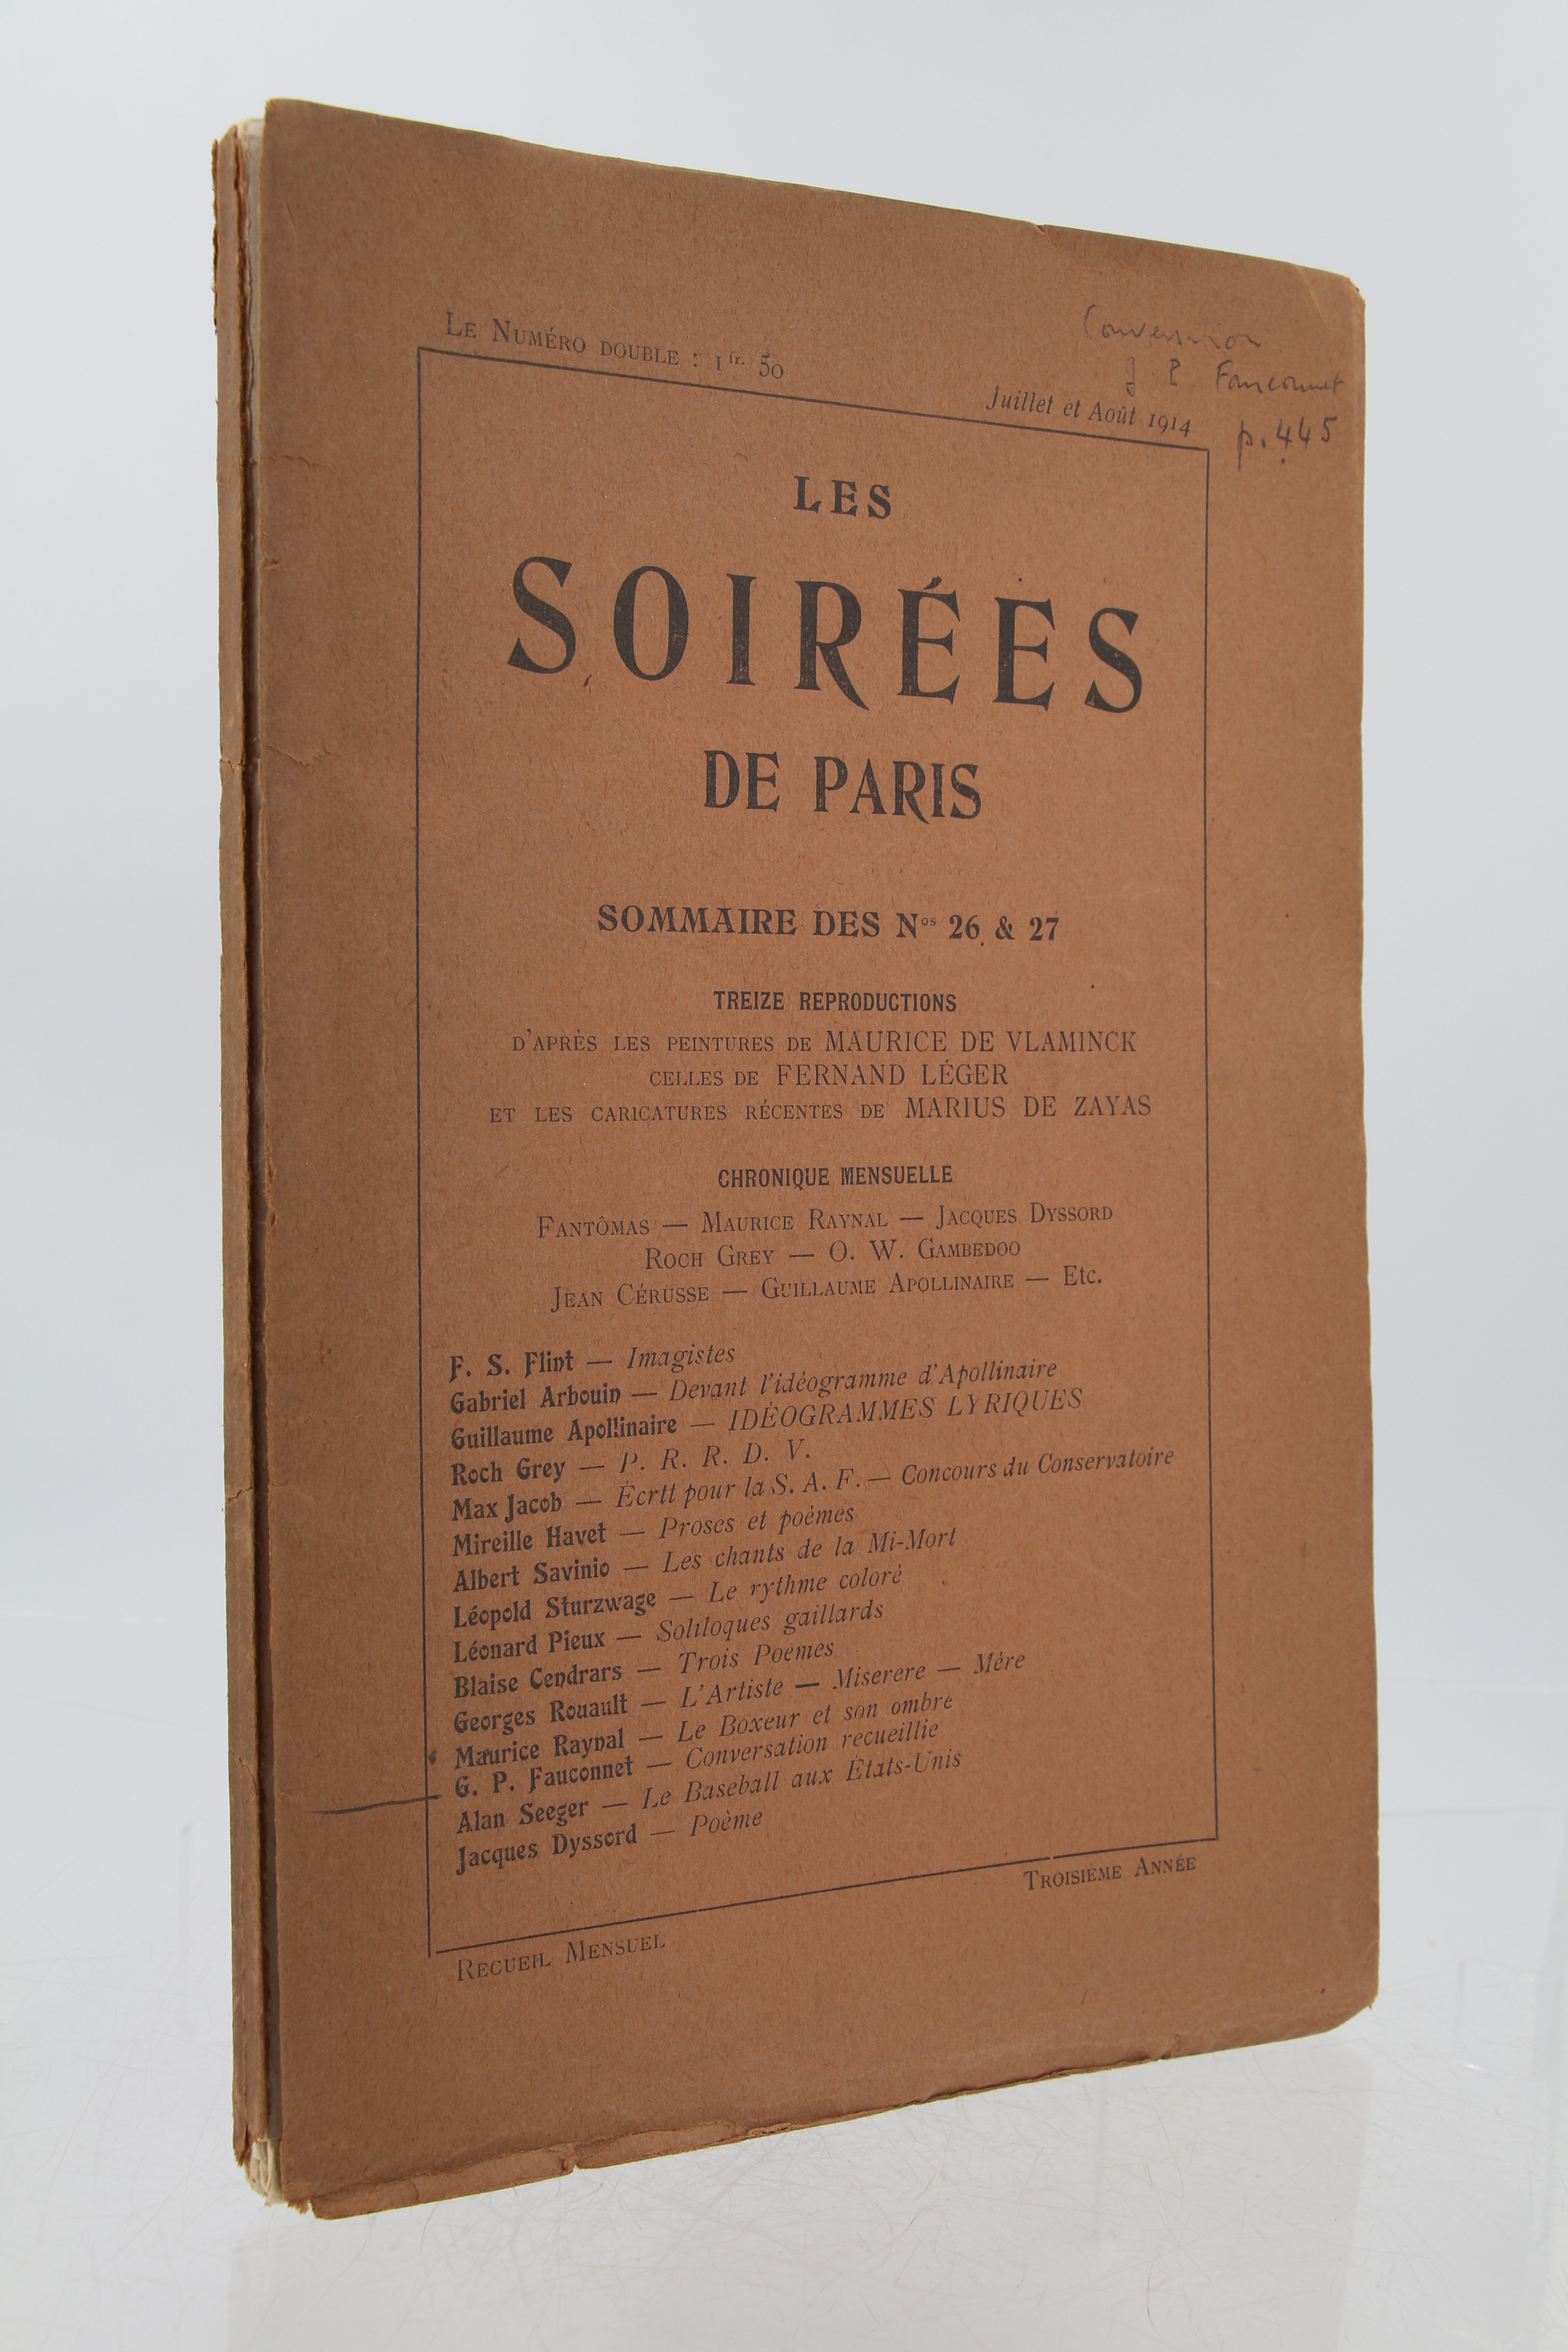 LE NUMÉRO DOUBLE : 1 fr. 50
Conversation
J P Fauconnet
Juillet et Août 1914
p. 445
LES
SOIRÉES
DE PARIS
SOMMAIRE DES Nos 26 & 27
TREIZE REPRODUCTIONS
D'APRÈS LES PEINTURES DE MAURICE DE VLAMINCK
CELLES DE FERNAND LÉGER
ET LES CARICATURES RÉCENTES DE MARIUS DE ZAYAS
CHRONIQUE MENSUELLE
FANTÔMAS — MAURICE RAYNAL — JACQUES DYSSORD
ROCH GREY — O. W. GAMBEDOO
JEAN CÉRUSSE — GUILLAUME APOLLINAIRE — Etc.
F. S. Flint — Imagistes
Gabriel Arbouin — Devant l'idéogramme d'Apollinaire
Guillaume Apollinaire — IDÉOGRAMMES LYRIQUES
Roch Grey — P. R. R. D. V.
Max Jacob — Écrtt pour la S. A. F. — Concours du Conservatoire
Mireille Havet — Proses et poèmes
Albert Savinio — Les chants de la Mi-Mort
Léopold Sturzwage — Le rythme coloré
Léonard Pieux — Soliloques gaillards
Blaise Cendrars — Trois Poèmes
Georges Rouault — L'Artiste — Miserere — Mère
Maurice Raynal — Le Boxeur et son ombre
G. P. Fauconnet — Conversation recueillie
Alan Seeger — Le Baseball aux États-Unis
Jacques Dyssord — Poème
TROISIÈME ANNÉE
RECUEIL MENSUEL